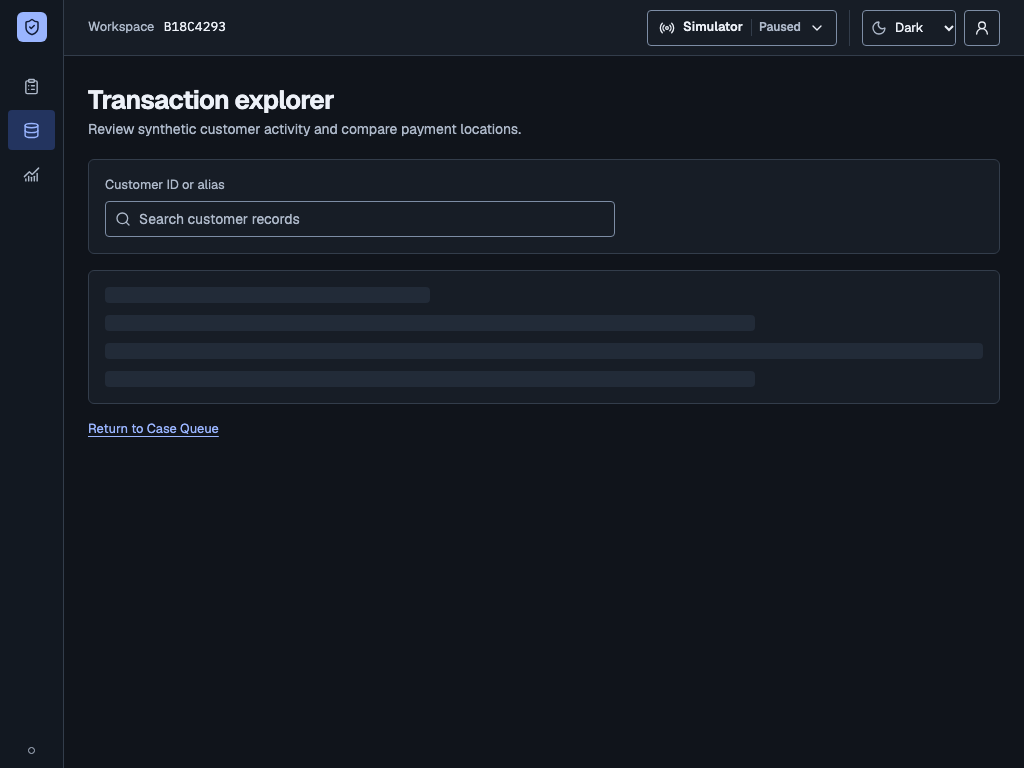 Workspace B18C4293
Simulator Paused
Dark
Transaction explorer
Review synthetic customer activity and compare payment locations.
Customer ID or alias
Search customer records
Return to Case Queue